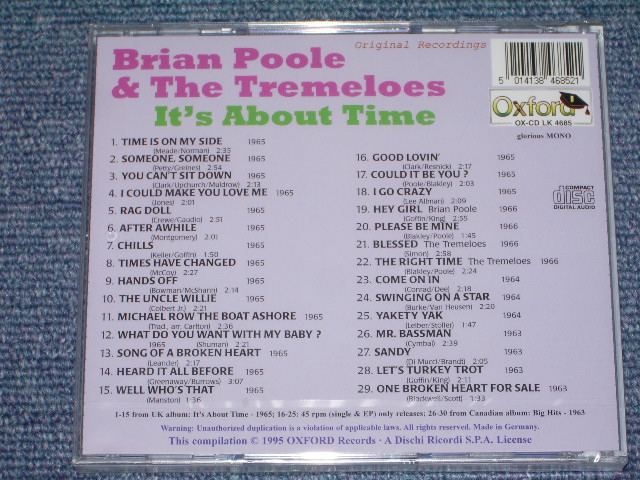 Original Recordings
Brian Poole
& The Tremeloes
It's About Time
5 014138 468521
Oxford
OX-CD LK 4685
glorious MONO
COMPACT
disc
DIGITAL AUDIO
1. TIME IS ON MY SIDE 1965
(Meade/Norman) 2:35
2. SOMEONE, SOMEONE 1965
(Petty/Greines) 2:54
3. YOU CAN'T SIT DOWN 1965
(Clark/Upchurch/Muldrow) 2:13
4. I COULD MAKE YOU LOVE ME 1965
(Jones) 2:01
5. RAG DOLL 1965
(Crewe/Gaudio) 2:51
6. AFTER AWHILE 1965
(Montgomery) 2:01
7. CHILLS 1965
(Keller/Goffin) 1:50
8. TIMES HAVE CHANGED 1965
(McCoy) 2:27
9. HANDS OFF 1965
(Bowman/McShann) 2:14
10. THE UNCLE WILLIE 1965
(Colbert Jr.) 2:21
11. MICHAEL ROW THE BOAT ASHORE 1965
(Trad., arr. Carlton) 2:36
12. WHAT DO YOU WANT WITH MY BABY ?
1965 (Shuman) 2:21
13. SONG OF A BROKEN HEART 1965
(Leander) 2:17
14. HEARD IT ALL BEFORE 1965
(Greenaway/Burrows) 3:07
15. WELL WHO'S THAT 1965
(Manston) 1:36
16. GOOD LOVIN' 1965
(Clark/Resnick) 2:17
17. COULD IT BE YOU ? 1965
(Poole/Blakley) 2:03
18. I GO CRAZY 1965
(Lee Allman) 2:09
19. HEY GIRL Brian Poole 1966
(Goffin/King) 2:55
20. PLEASE BE MINE 1966
(Blakley/Poole) 1:45
21. BLESSED The Tremeloes 1966
(Simon) 2:58
22. THE RIGHT TIME The Tremeloes 1966
(Blakley/Poole) 2:24
23. COME ON IN 1964
(Conrad/Dee) 2:18
24. SWINGING ON A STAR 1964
(Burke/Van Heusen) 2:20
25. YAKETY YAK 1964
(Leiber/Stoller) 1:47
26. MR. BASSMAN 1963
(Cymbal) 2:39
27. SANDY 1963
(Di Mucci/Brandt) 2:05
28. LET'S TURKEY TROT 1963
(Goffin/King) 2:11
29. ONE BROKEN HEART FOR SALE 1963
(Blackwell/Scott) 1:33
1-15 from UK album: It's About Time - 1965; 16-25: 45 rpm (single & EP) only releases; 26-30 from Canadian album: Big Hits - 1963
Warning: Unauthorized duplication is a violation of applicable laws. All rights reserved. Made in Germany.
This compilation © 1995 OXFORD Records · A Dischi Ricordi S.P.A. License